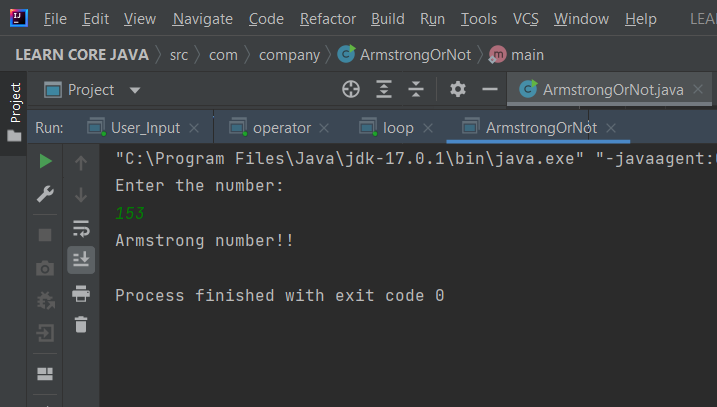 IJ File Edit View Navigate Code Refactor Build Run Tools VCS Window Help LEA
LEARN CORE JAVA src com company C ArmstrongOrNot m main
Project
Project C ArmstrongOrNot.java
Run: User_Input operator loop ArmstrongOrNot
"C:\Program Files\Java\jdk-17.0.1\bin\java.exe" "-javaagent:
Enter the number:
153
Armstrong number!!
Process finished with exit code 0